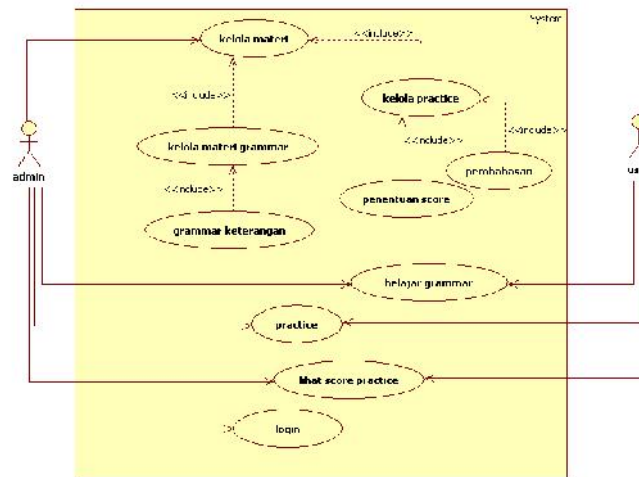 System
kelola materi
<<include>>
<<include>>
kelola practice
<<include>>
<<include>>
kelola materi grammar
pembahasan
admin
us
<<include>>
penentuan score
grammar keterangan
belajar grammar
practice
lihat score practice
login